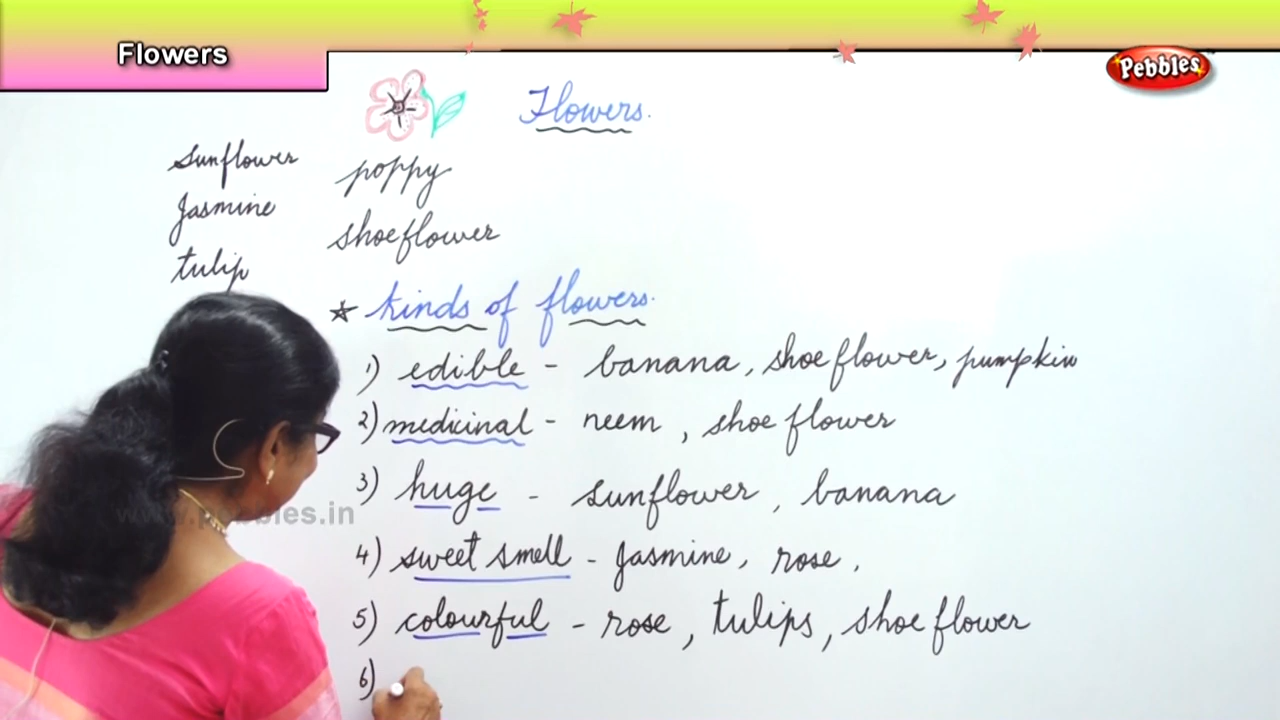 Flowers
Pebbles
Flowers.
Sunflower
Jasmine
tulip
poppy
shoeflower
★ kinds of flowers.
1) edible - banana, shoe flower, pumpkin
2) medicinal - neem, shoe flower
3) huge - sunflower, banana
4) sweet smell - Jasmine, rose.
5) colourful - rose, tulips, shoe flower
6)
www.pebbles.in